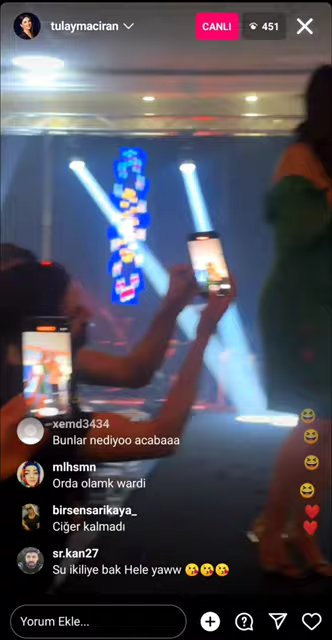 tulaymaciran
CANLI
451
xemd3434
Bunlar nediyoo acabaaa
mlhsmn
Orda olamk wardi
birsensarikaya_
Ciğer kalmadı
sr.kan27
Su ikiliye bak Hele yaww 😘😘😘
Yorum Ekle...